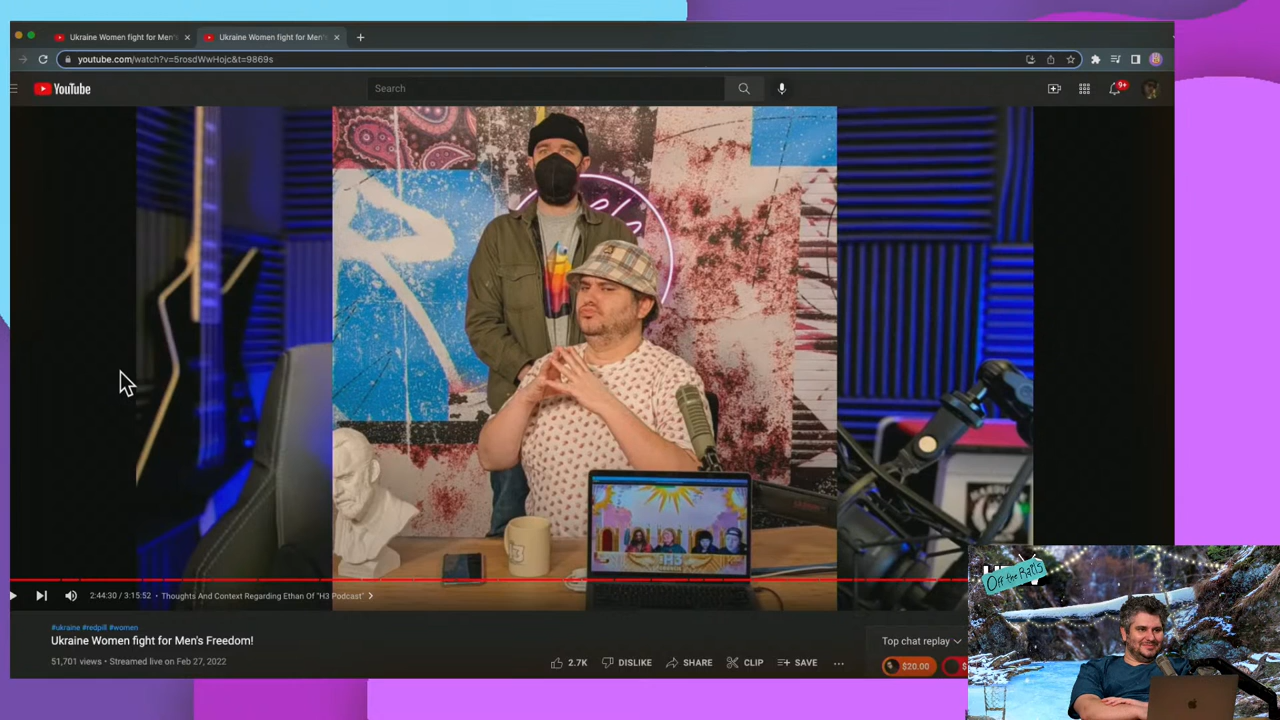 Ukraine Women fight for Men's
Ukraine Women fight for Men's
youtube.com/watch?v=5rosdWwHojc&t=9869s
YouTube
Search
9+
H3
H3
2:44:30 / 3:15:52 • Thoughts And Context Regarding Ethan Of "H3 Podcast"
#ukraine #redpill #women
Ukraine Women fight for Men's Freedom!
51,701 views • Streamed live on Feb 27, 2022
2.7K
DISLIKE
SHARE
CLIP
SAVE
Top chat replay
$20.00
Off the Rails